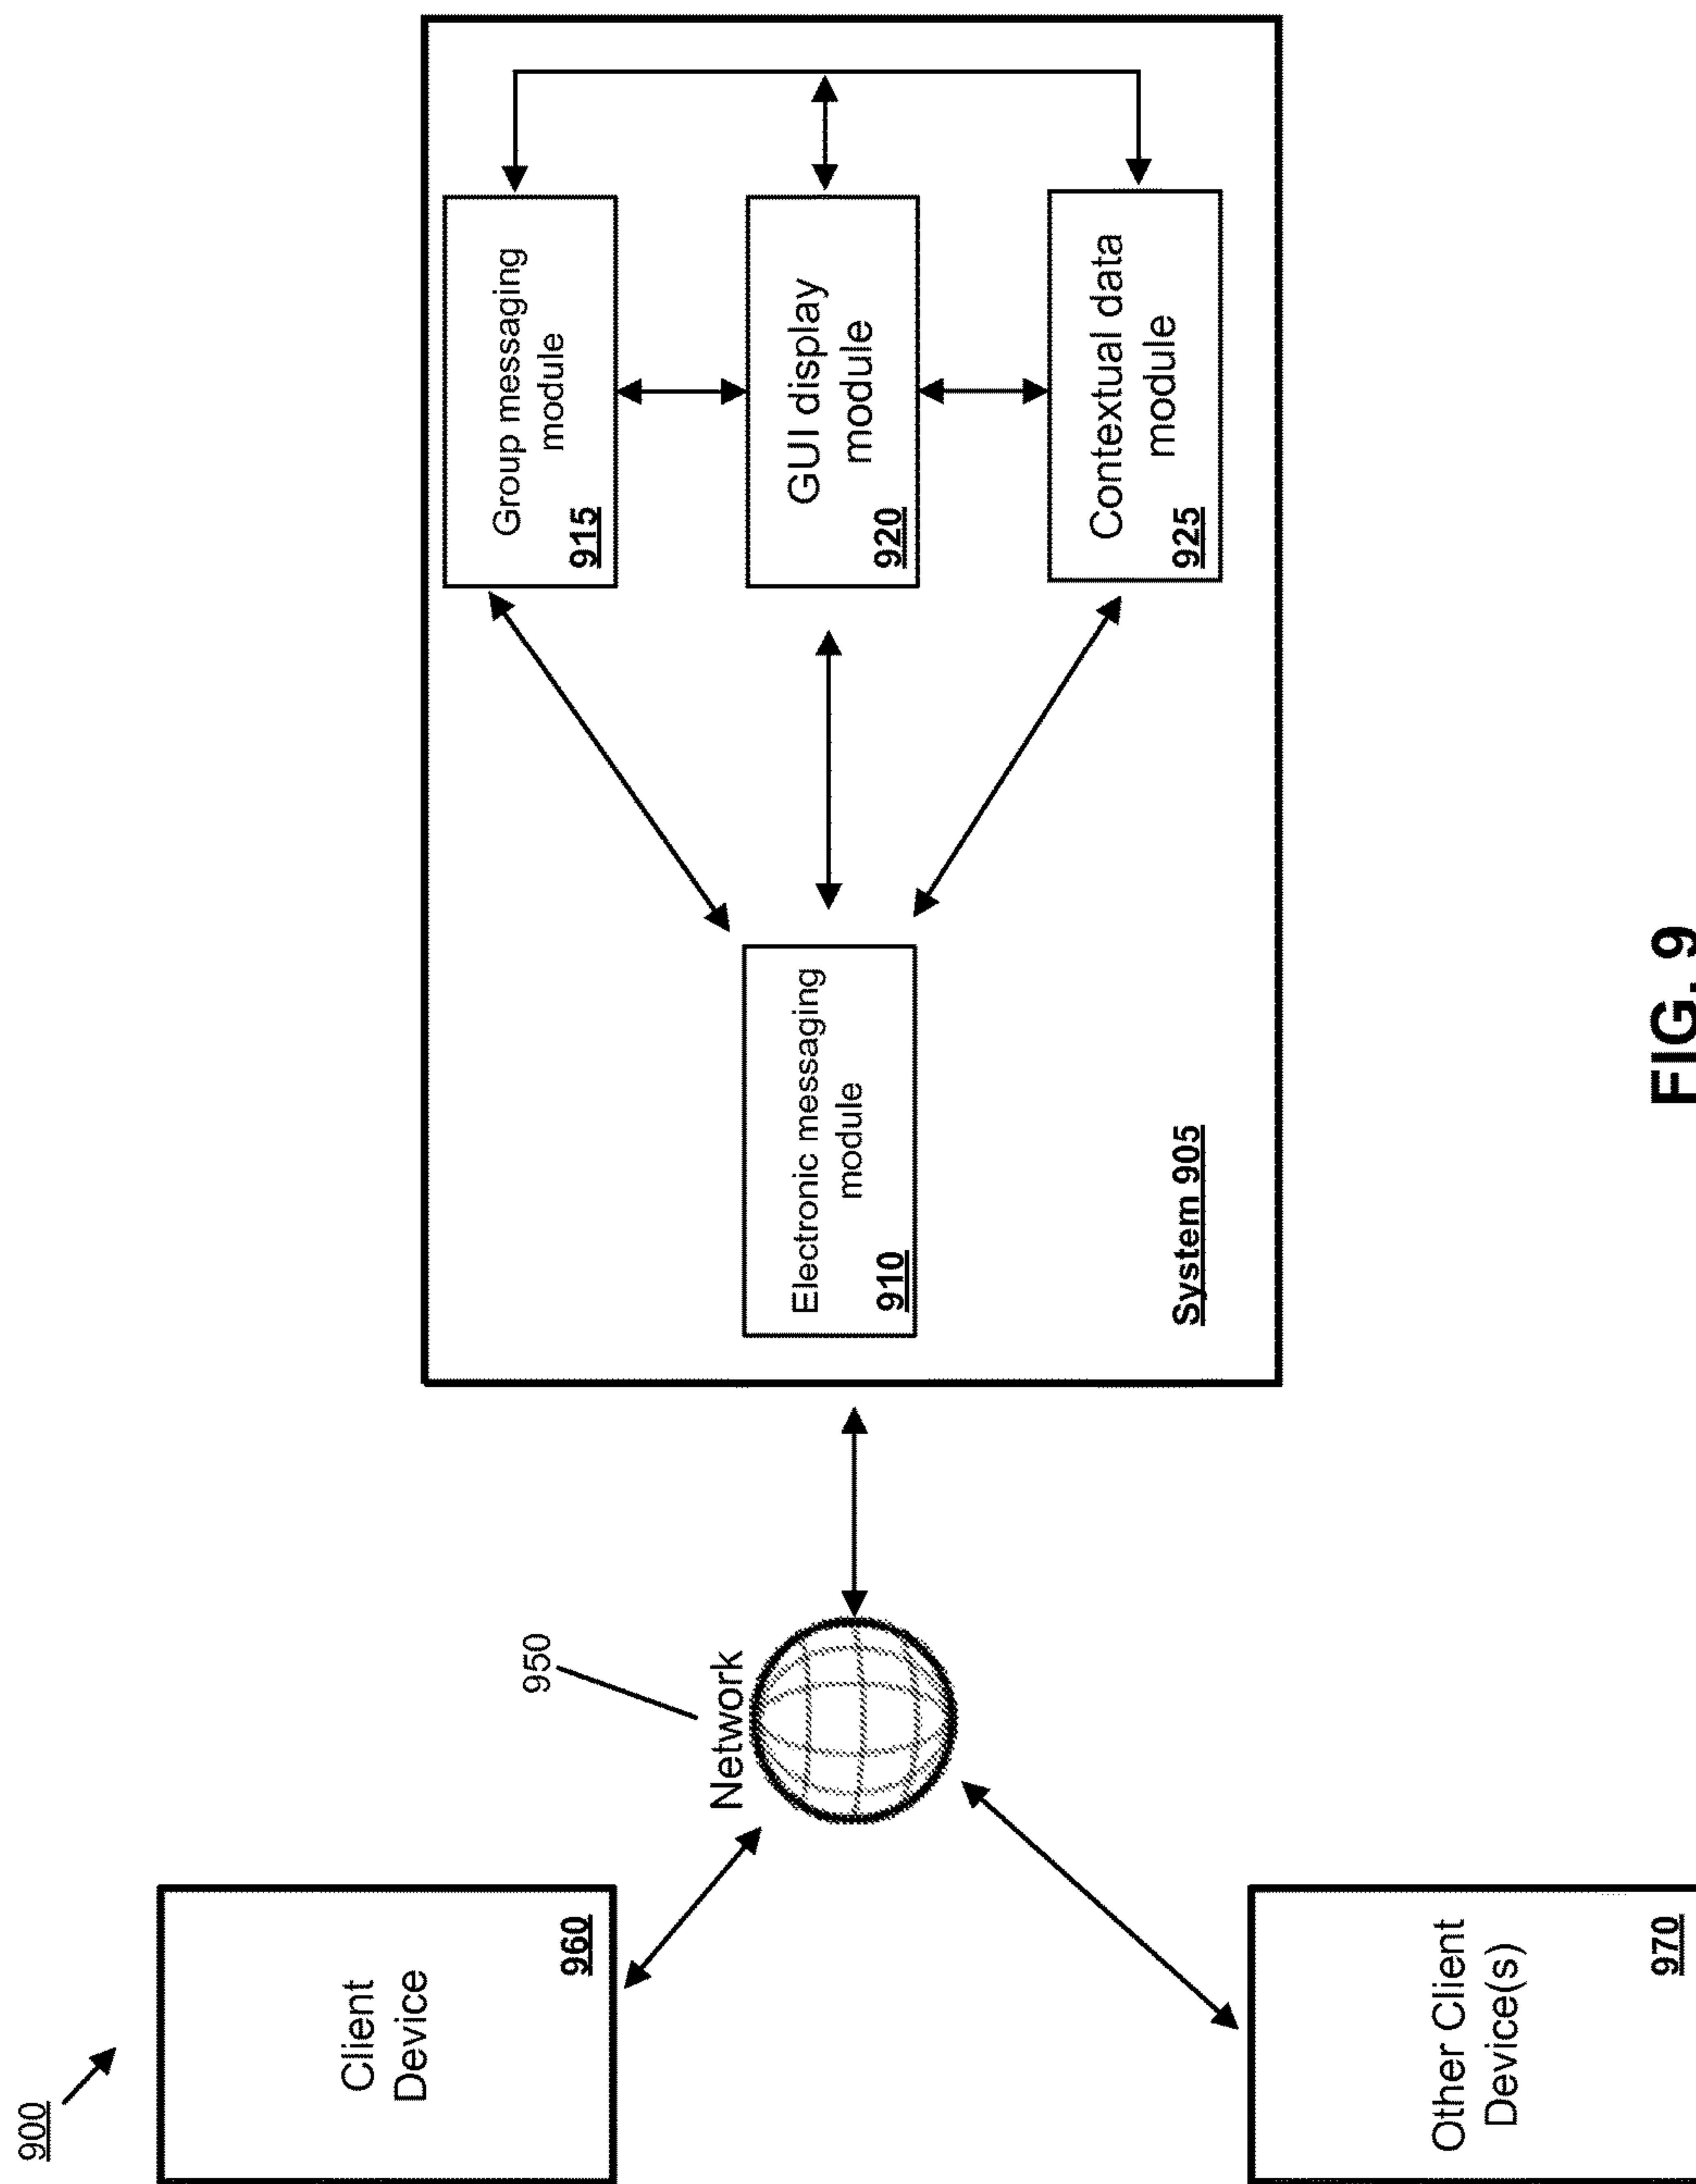 900
Client
Device
960
Other Client
Device(s)
970
950
Network
Electronic messaging
module
910
System 905
Group messaging
module
915
GUI display
module
920
Contextual data
module
925
FIG. 9